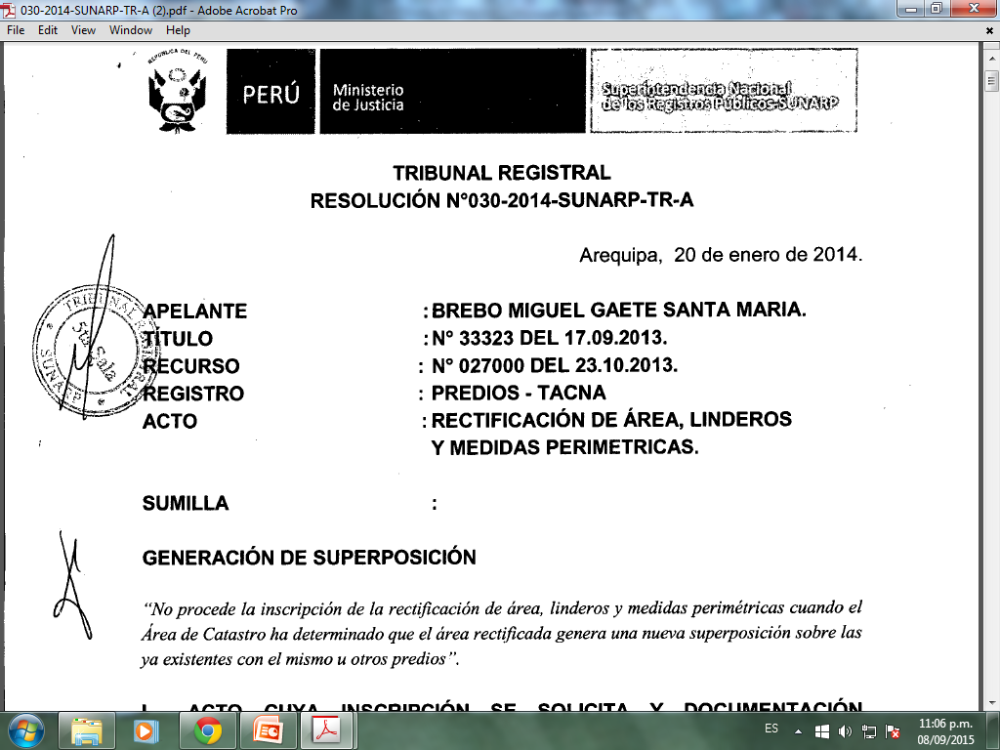 030-2014-SUNARP-TR-A (2).pdf - Adobe Acrobat Pro
File Edit View Window Help
REPUBLICA DEL PERU
PERÚ
Ministerio
de Justicia
Superintendencia Nacional
de los Registros Públicos-SUNARP
TRIBUNAL REGISTRAL
RESOLUCIÓN N°030-2014-SUNARP-TR-A
Arequipa, 20 de enero de 2014.
TRIBUNAL REGISTRAL
5ta Sala
SUNARP
APELANTE : BREBO MIGUEL GAETE SANTA MARIA.
TÍTULO : N° 33323 DEL 17.09.2013.
RECURSO : N° 027000 DEL 23.10.2013.
REGISTRO : PREDIOS - TACNA
ACTO : RECTIFICACIÓN DE ÁREA, LINDEROS
Y MEDIDAS PERIMETRICAS.
SUMILLA :
GENERACIÓN DE SUPERPOSICIÓN
“No procede la inscripción de la rectificación de área, linderos y medidas perimétricas cuando el
Área de Catastro ha determinado que el área rectificada genera una nueva superposición sobre las
ya existentes con el mismo u otros predios”.
I. ACTO CUYA INSCRIPCIÓN SE SOLICITA Y DOCUMENTACIÓN
ES
11:06 p.m.
08/09/2015